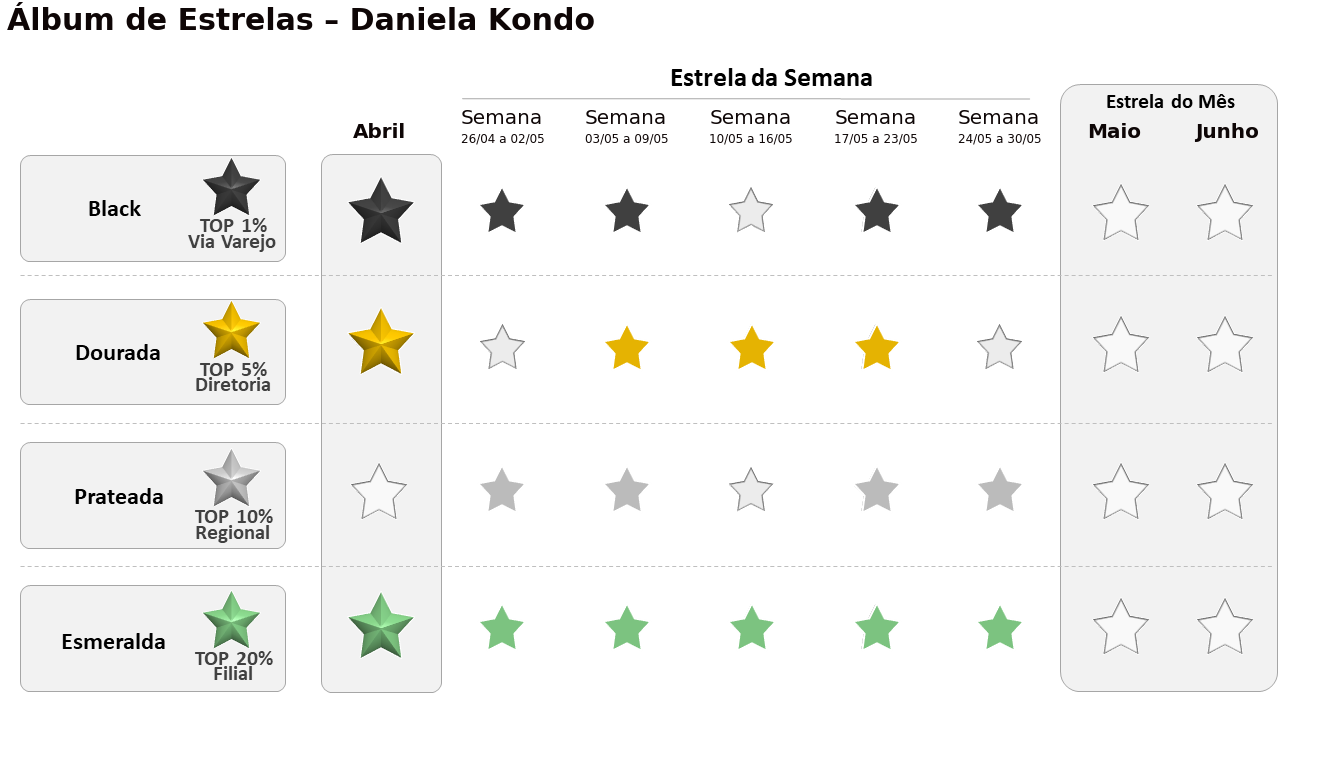 Álbum de Estrelas – Daniela Kondo
Estrela da Semana
Estrela do Mês
Abril
Semana
26/04 a 02/05
Semana
03/05 a 09/05
Semana
10/05 a 16/05
Semana
17/05 a 23/05
Semana
24/05 a 30/05
Maio
Junho
Black
TOP 1%
Via Varejo
Dourada
TOP 5%
Diretoria
Prateada
TOP 10%
Regional
Esmeralda
TOP 20%
Filial